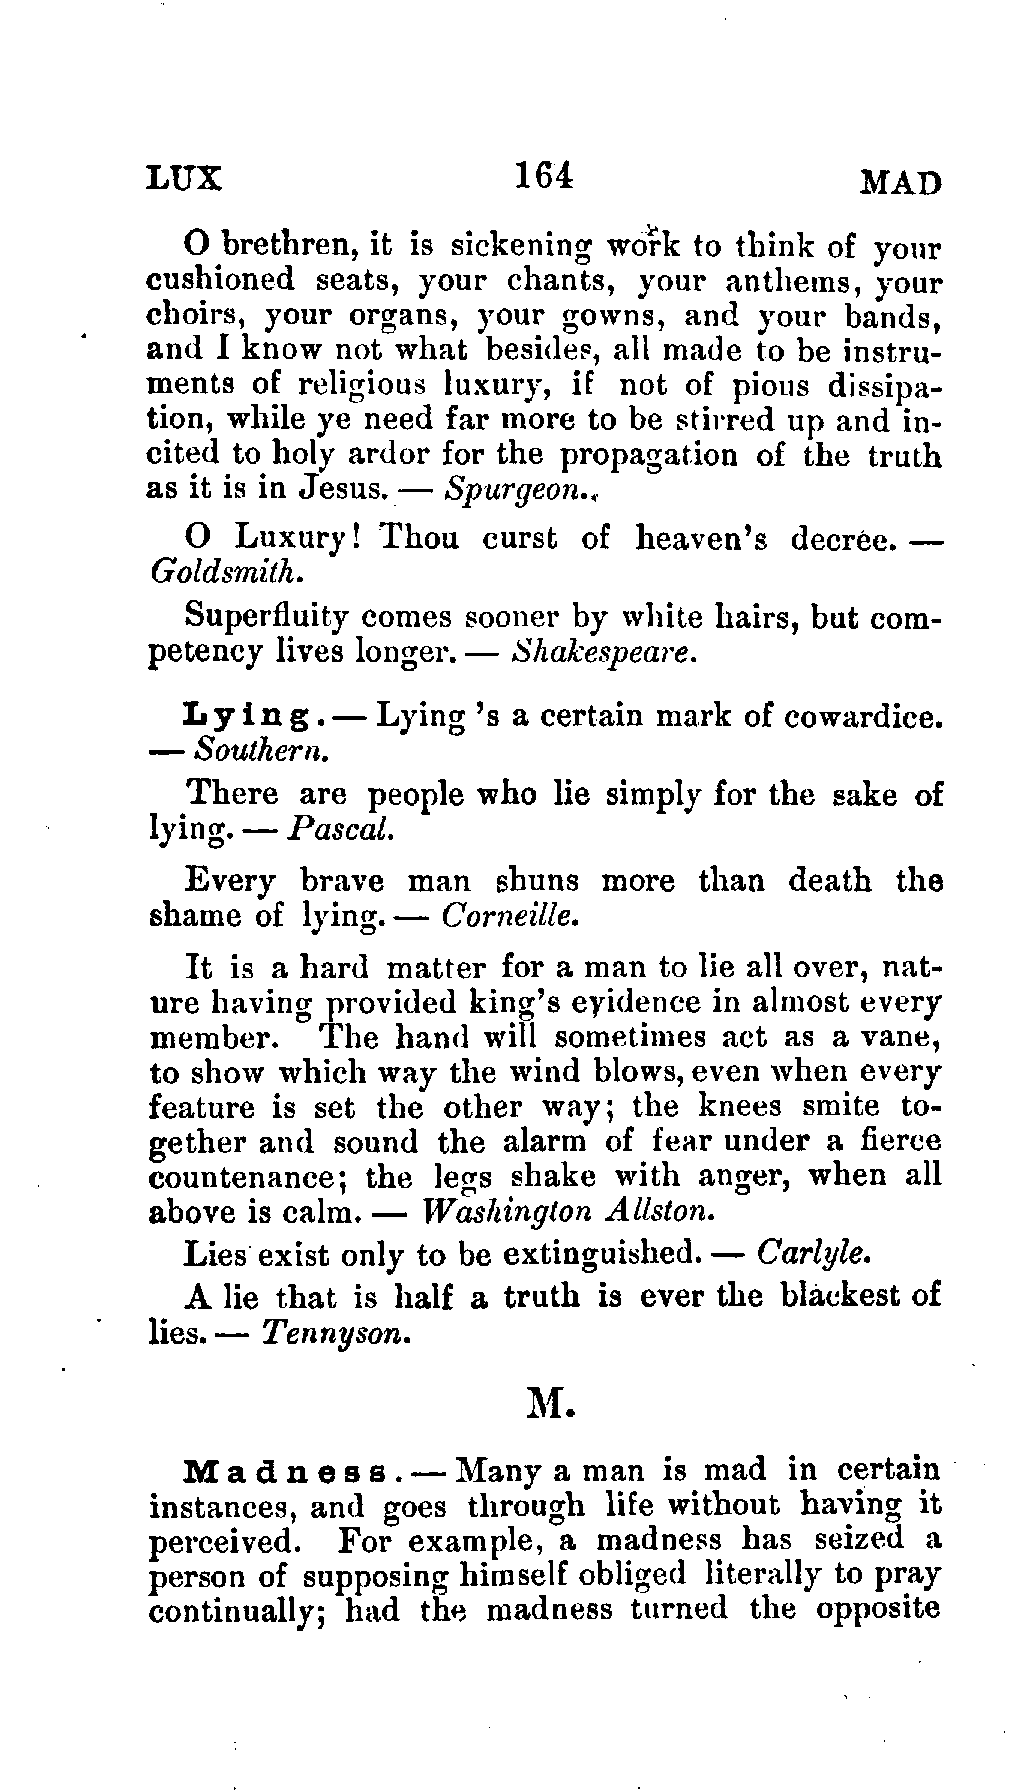 LUX 164 MAD
O brethren, it is sickening work to think of your
cushioned seats, your chants, your anthems, your
choirs, your organs, your gowns, and your bands,
and I know not what besides, all made to be instru-
ments of religious luxury, if not of pious dissipa-
tion, while ye need far more to be stirred up and in-
cited to holy ardor for the propagation of the truth
as it is in Jesus. — Spurgeon.
O Luxury! Thou curst of heaven's decree. —
Goldsmith.
Superfluity comes sooner by white hairs, but com-
petency lives longer. — Shakespeare.
Lying. — Lying 's a certain mark of cowardice.
— Southern.
There are people who lie simply for the sake of
lying. — Pascal.
Every brave man shuns more than death the
shame of lying. — Corneille.
It is a hard matter for a man to lie all over, nat-
ure having provided king's evidence in almost every
member. The hand will sometimes act as a vane,
to show which way the wind blows, even when every
feature is set the other way; the knees smite to-
gether and sound the alarm of fear under a fierce
countenance; the legs shake with anger, when all
above is calm. — Washington Allston.
Lies exist only to be extinguished. — Carlyle.
A lie that is half a truth is ever the blackest of
lies. — Tennyson.
M.
Madness. — Many a man is mad in certain
instances, and goes through life without having it
perceived. For example, a madness has seized a
person of supposing himself obliged literally to pray
continually; had the madness turned the opposite